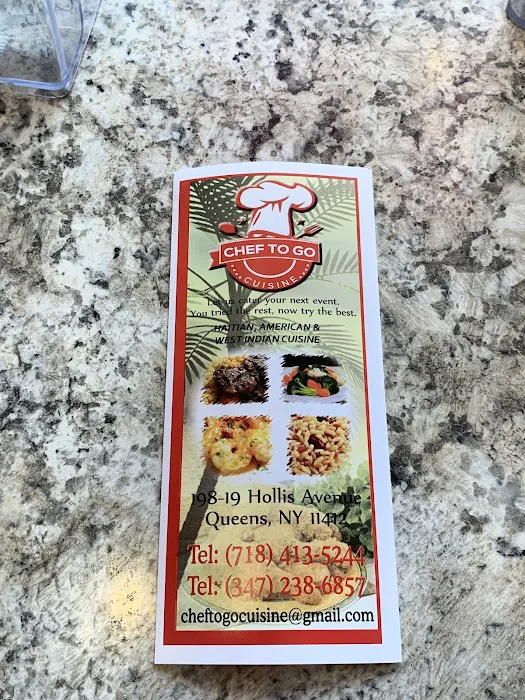 CHEF TO GO
CUISINE
Let us cater your next event.
You tried the rest, now try the best.
HAITIAN, AMERICAN &
WEST INDIAN CUISINE
198-19 Hollis Avenue
Queens, NY 11412
Tel: (718) 413-5244
Tel: (347) 238-6857
cheftogocuisine@gmail.com